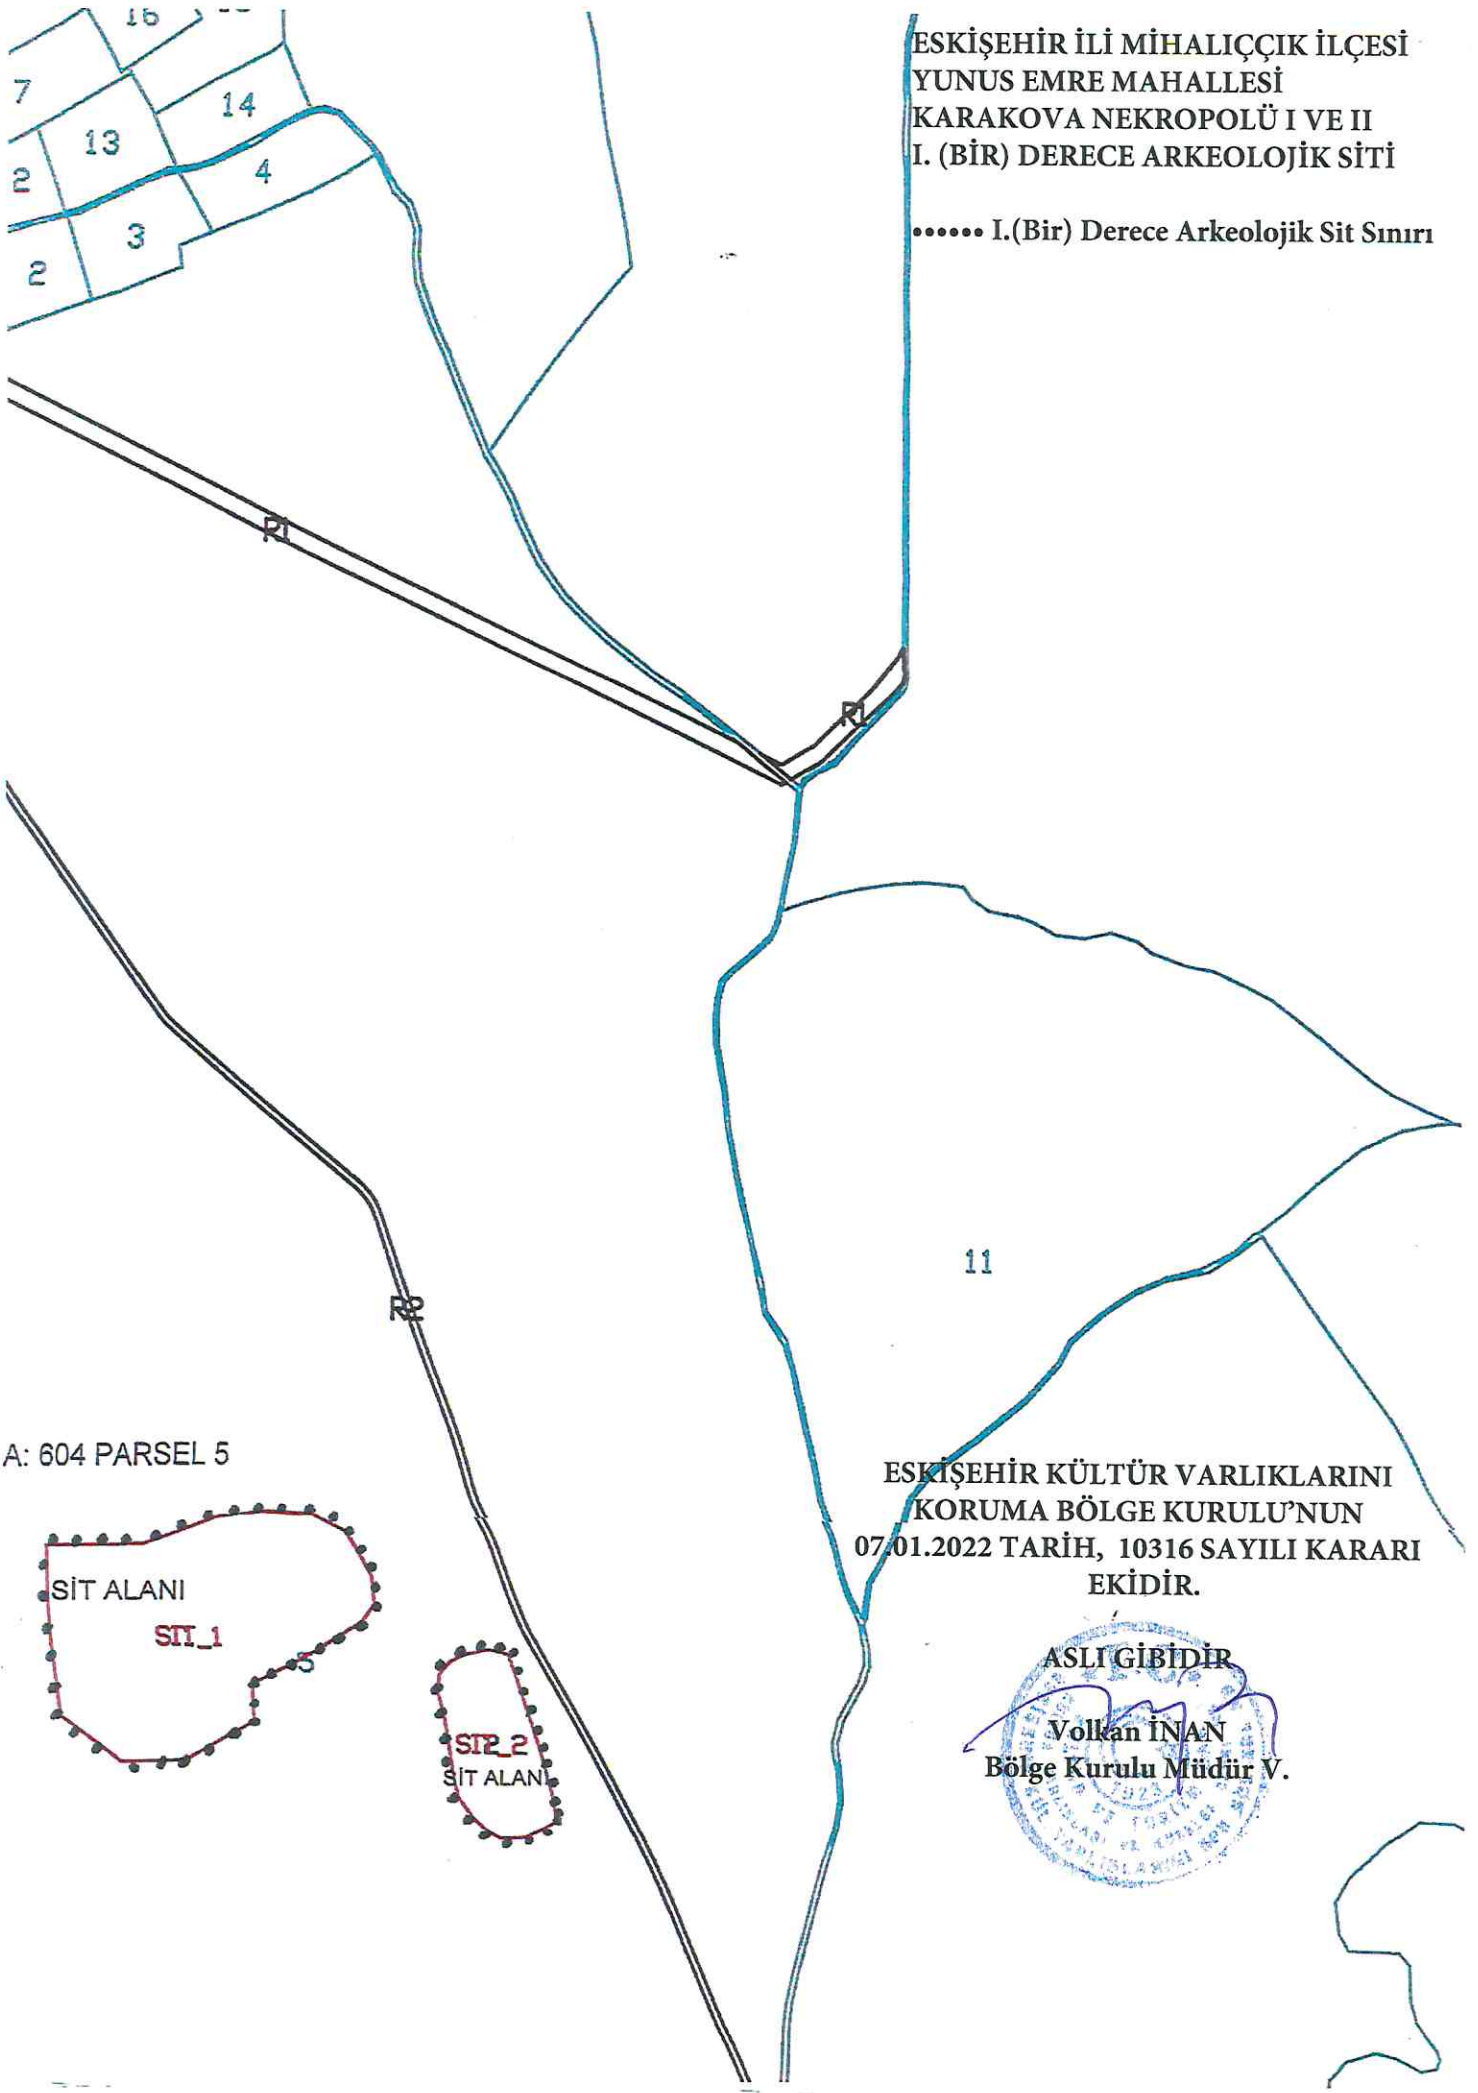 ESKİŞEHİR İLİ MİHALIÇÇIK İLÇESİ
YUNUS EMRE MAHALLESİ
KARAKOVA NEKROPOLÜ I VE II
I. (BİR) DERECE ARKEOLOJİK SİTİ
•••••• I.(Bir) Derece Arkeolojik Sit Sınırı
16
7
14
13
4
2
3
2
R1
R1
11
R2
A: 604 PARSEL 5
SİT ALANI
SIT_1
5
SIT_2
SİT ALANI
ESKİŞEHİR KÜLTÜR VARLIKLARINI
KORUMA BÖLGE KURULU'NUN
07.01.2022 TARİH, 10316 SAYILI KARARI
EKİDİR.
ASLI GİBİDİR
Volkan İNAN
Bölge Kurulu Müdür V.